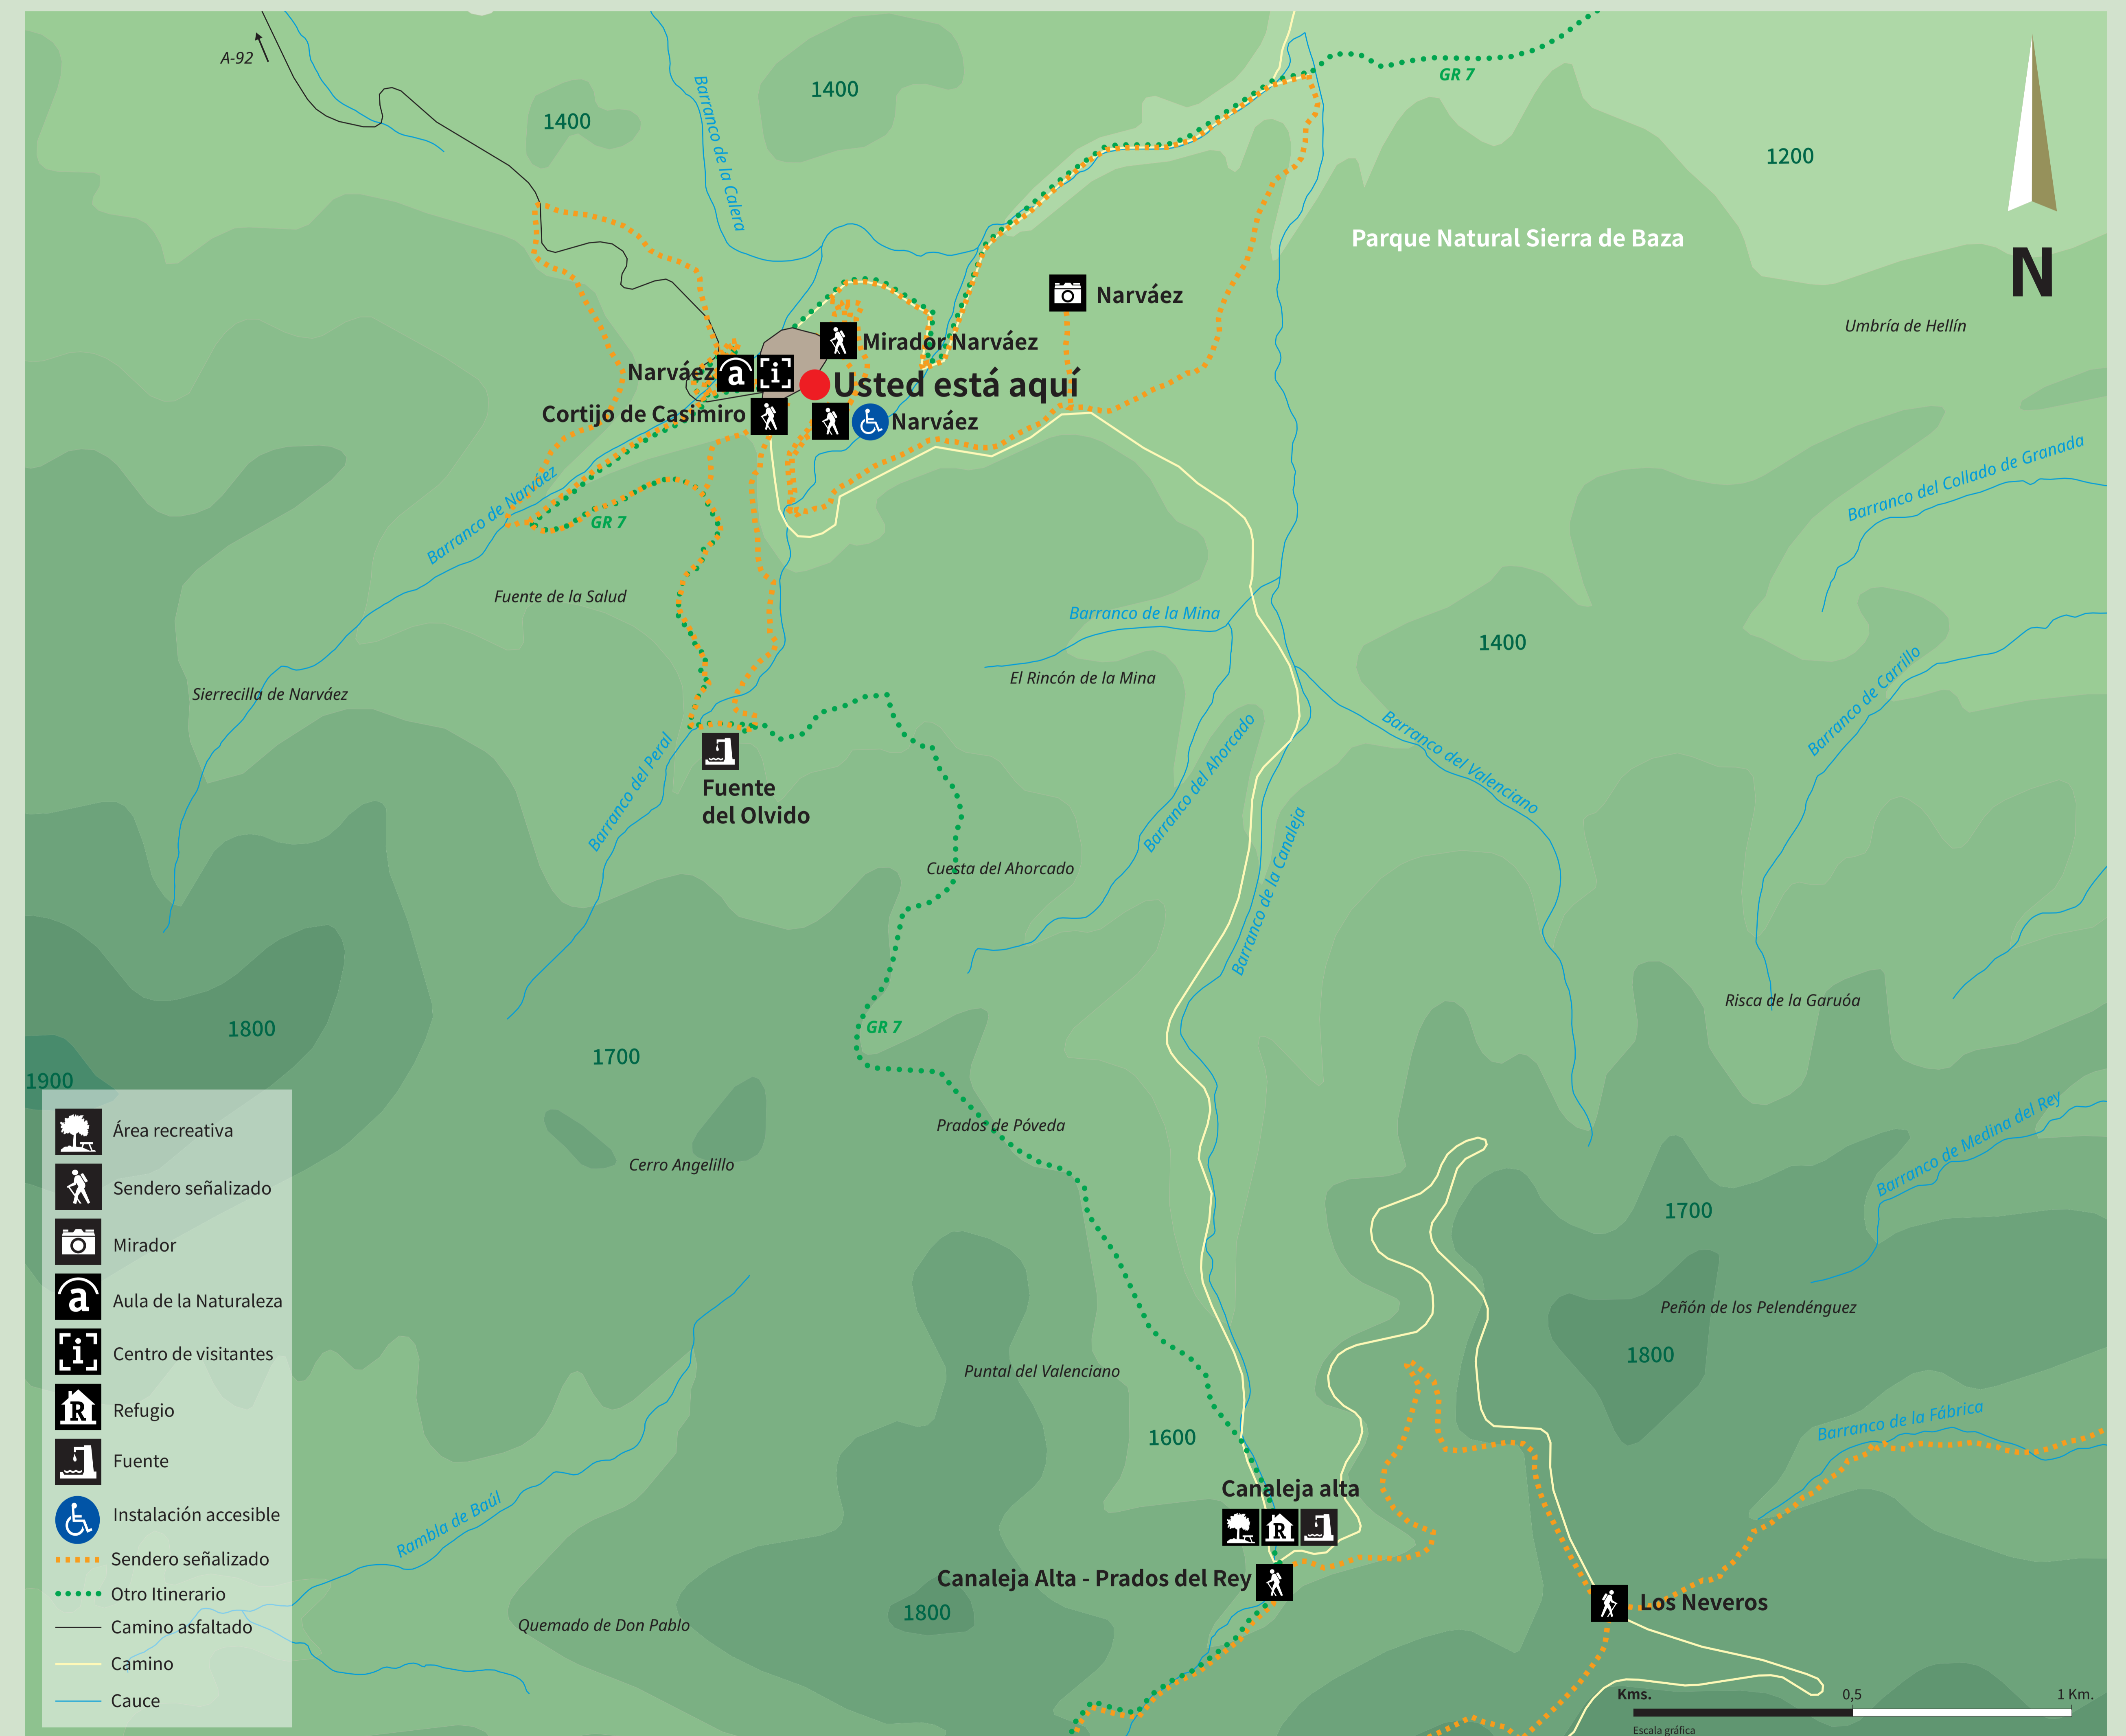 A-92
GR 7
1400
1400
1200
Barranco de la Calera
Parque Natural Sierra de Baza
N
Umbría de Hellín
Narváez
Mirador Narváez
Narváez
a
i
Usted está aquí
Cortijo de Casimiro
Narváez
Barranco del Collado de Granada
Barranco de Narváez
GR 7
Fuente de la Salud
Barranco de la Mina
1400
El Rincón de la Mina
Sierrecilla de Narváez
Barranco de Carrillo
Barranco del Valenciano
Barranco del Ahorcado
Barranco del Peral
Fuente
del Olvido
Cuesta del Ahorcado
Barranco de la Canaleja
Risca de la Garuóa
1800
GR 7
1700
1900
Prados de Póveda
Barranco de Medina del Rey
Cerro Angelillo
1700
Peñón de los Pelendénguez
1800
Puntal del Valenciano
Barranco de la Fábrica
1600
Canaleja alta
R
Rambla de Baúl
Canaleja Alta - Prados del Rey
Los Neveros
1800
Quemado de Don Pablo
Área recreativa
Sendero señalizado
Mirador
a
Aula de la Naturaleza
i
Centro de visitantes
R
Refugio
Fuente
Instalación accesible
Sendero señalizado
Otro Itinerario
Camino asfaltado
Camino
Cauce
Kms.
0,5
1 Km.
Escala gráfica